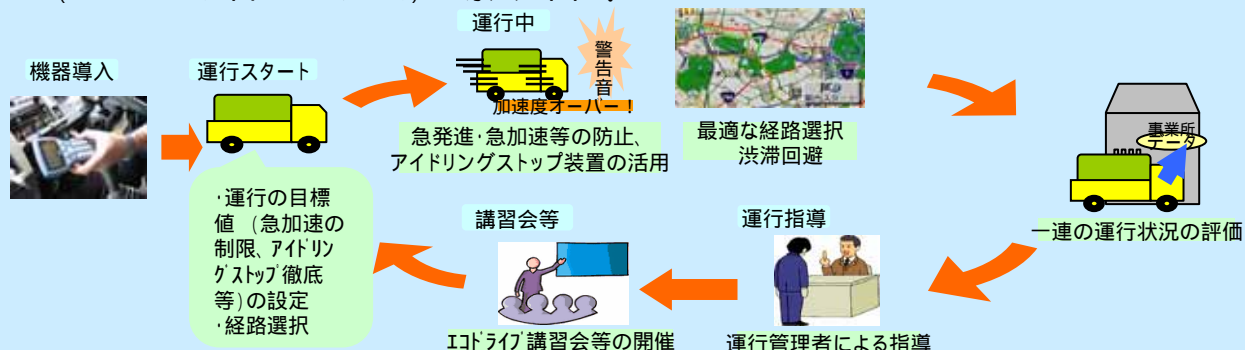 運行中
警告音
加速度オーバー！
急発進・急加速等の防止、
アイドリングストップ装置の活用
最適な経路選択
渋滞回避
機器導入
運行スタート
・運行の目標
値 （急加速の
制限、ｱｲﾄﾞﾘﾝ
ｸﾞｽﾄｯﾌﾟ徹底
等）の設定
・経路選択
事業所
データ
一連の運行状況の評価
運行指導
運行管理者による指導
講習会等
ｴｺﾄﾞﾗｲﾌﾞ講習会等の開催